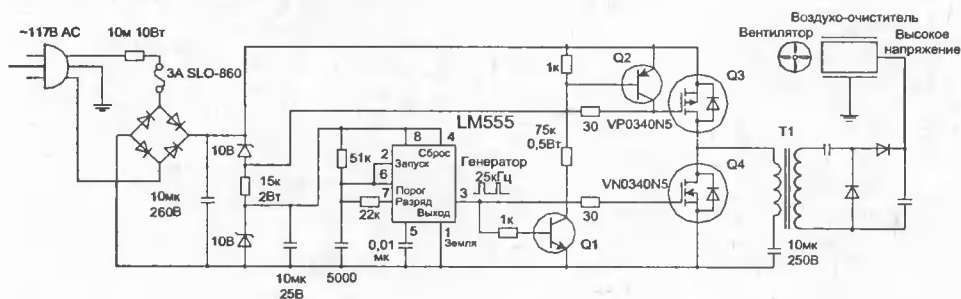 ~117В AC
10м 10Вт
3A SLO-860
10мк
260В
10В
15к
2Вт
10В
10мк
25В
51к
22к
5000
0,01
мк
LM555
8
4
2
Сброс
Запуск
6
Порог
7
Разряд
Выход
3
5
1
Земля
Генератор
25кГц
1к
Q1
1к
75к
0,5Вт
Q2
30
VP0340N5
Q3
VN0340N5
30
Q4
T1
10мк
250В
Воздухо-очиститель
Вентилятор
Высокое
напряжение